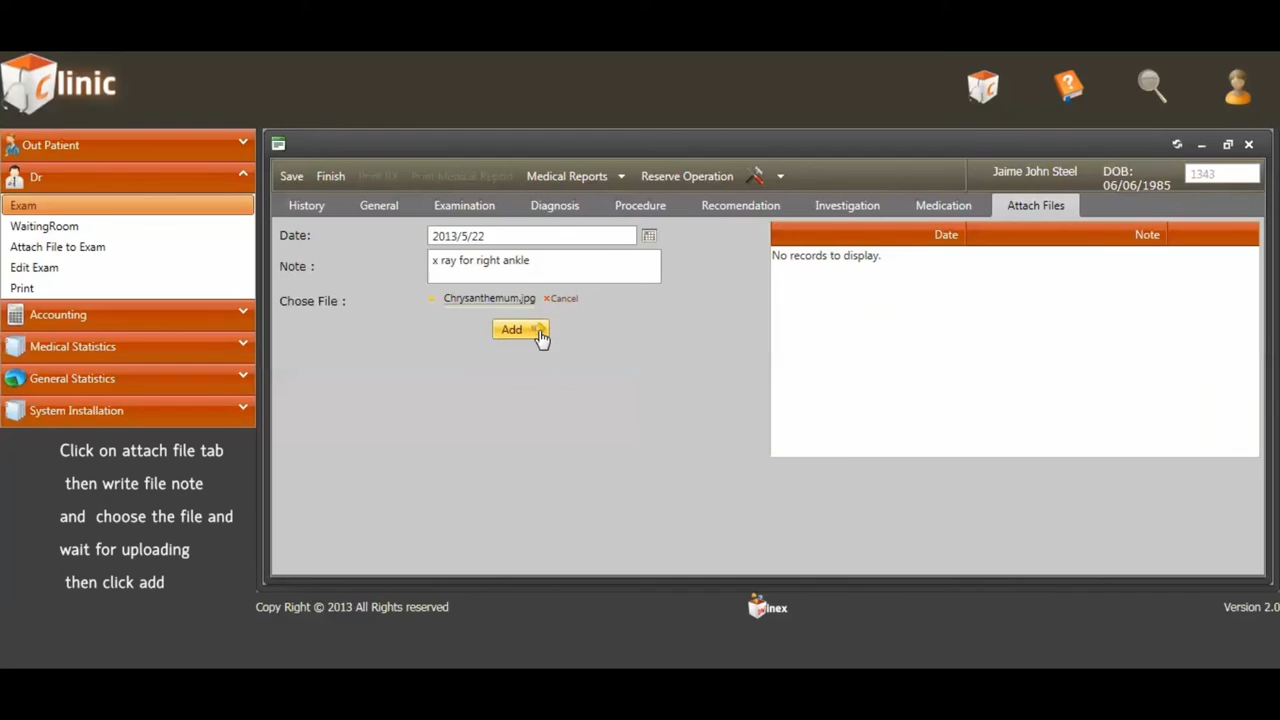 Clinic
Out Patient
Dr
Exam
WaitingRoom
Attach File to Exam
Edit Exam
Print
Accounting
Medical Statistics
General Statistics
System Installation
Click on attach file tab
then write file note
and choose the file and
wait for uploading
then click add
Save Finish Print RX Print Medical Report Medical Reports Reserve Operation Jaime John Steel DOB: 06/06/1985 1343
History General Examination Diagnosis Procedure Recomendation Investigation Medication Attach Files
Date: 2013/5/22
Note : x ray for right ankle
Chose File : Chrysanthemum.jpg Cancel
Add
Date Note
No records to display.
Copy Right © 2013 All Rights reserved inex Version 2.0